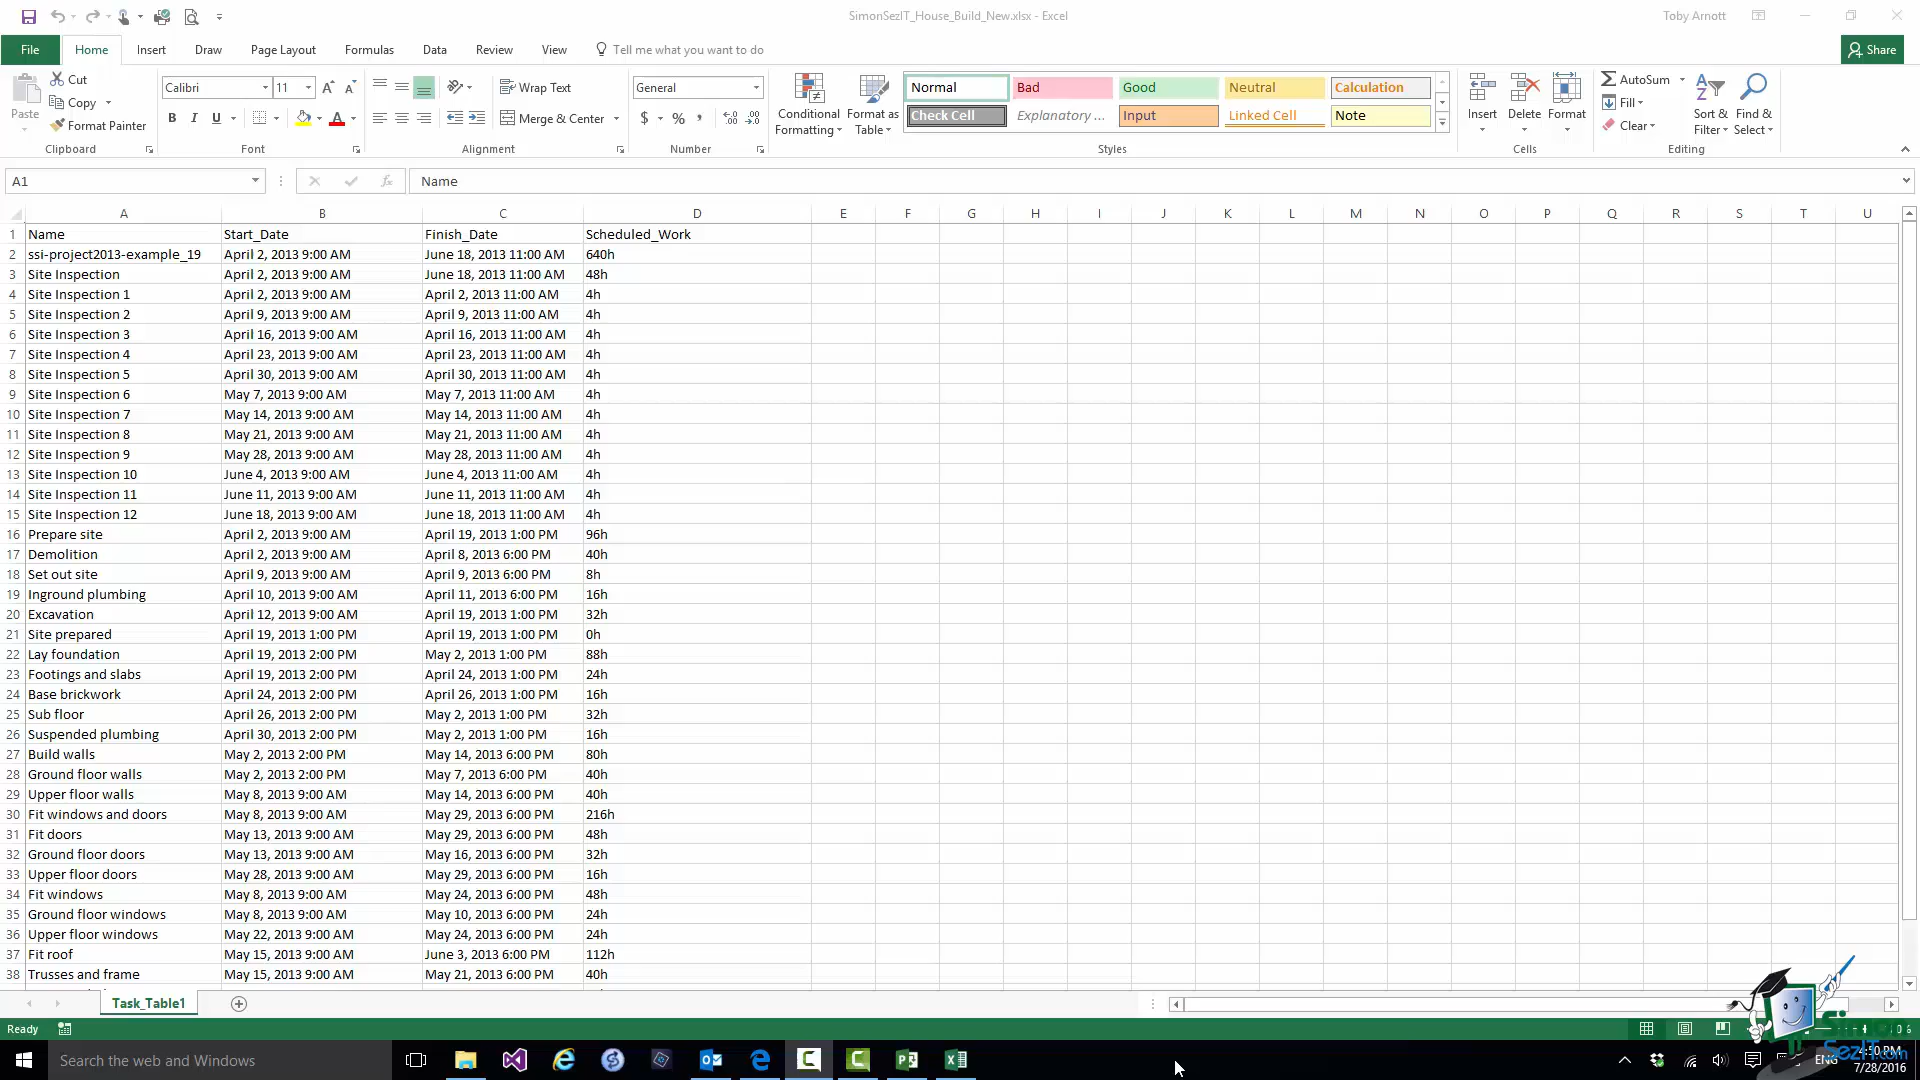 SimonSezIT_House_Build_New.xlsx - Excel
Toby Arnott
File Home Insert Draw Page Layout Formulas Data Review View Tell me what you want to do Share
Paste Cut Copy Format Painter Clipboard
Calibri 11 A A B I U A Font
Wrap Text Merge & Center Alignment
General $ % , Number
Conditional Formatting Format as Table
Normal Bad Good Neutral Calculation
Check Cell Explanatory ... Input Linked Cell Note
Styles
Insert Delete Format Cells
AutoSum Fill Clear Sort & Filter Find & Select Editing
A1 fx Name
A B C D E F G H I J K L M N O P Q R S T U
1 Name Start_Date Finish_Date Scheduled_Work
2 ssi-project2013-example_19 April 2, 2013 9:00 AM June 18, 2013 11:00 AM 640h
3 Site Inspection April 2, 2013 9:00 AM June 18, 2013 11:00 AM 48h
4 Site Inspection 1 April 2, 2013 9:00 AM April 2, 2013 11:00 AM 4h
5 Site Inspection 2 April 9, 2013 9:00 AM April 9, 2013 11:00 AM 4h
6 Site Inspection 3 April 16, 2013 9:00 AM April 16, 2013 11:00 AM 4h
7 Site Inspection 4 April 23, 2013 9:00 AM April 23, 2013 11:00 AM 4h
8 Site Inspection 5 April 30, 2013 9:00 AM April 30, 2013 11:00 AM 4h
9 Site Inspection 6 May 7, 2013 9:00 AM May 7, 2013 11:00 AM 4h
10 Site Inspection 7 May 14, 2013 9:00 AM May 14, 2013 11:00 AM 4h
11 Site Inspection 8 May 21, 2013 9:00 AM May 21, 2013 11:00 AM 4h
12 Site Inspection 9 May 28, 2013 9:00 AM May 28, 2013 11:00 AM 4h
13 Site Inspection 10 June 4, 2013 9:00 AM June 4, 2013 11:00 AM 4h
14 Site Inspection 11 June 11, 2013 9:00 AM June 11, 2013 11:00 AM 4h
15 Site Inspection 12 June 18, 2013 9:00 AM June 18, 2013 11:00 AM 4h
16 Prepare site April 2, 2013 9:00 AM April 19, 2013 1:00 PM 96h
17 Demolition April 2, 2013 9:00 AM April 8, 2013 6:00 PM 40h
18 Set out site April 9, 2013 9:00 AM April 9, 2013 6:00 PM 8h
19 Inground plumbing April 10, 2013 9:00 AM April 11, 2013 6:00 PM 16h
20 Excavation April 12, 2013 9:00 AM April 19, 2013 1:00 PM 32h
21 Site prepared April 19, 2013 1:00 PM April 19, 2013 1:00 PM 0h
22 Lay foundation April 19, 2013 2:00 PM May 2, 2013 1:00 PM 88h
23 Footings and slabs April 19, 2013 2:00 PM April 24, 2013 1:00 PM 24h
24 Base brickwork April 24, 2013 2:00 PM April 26, 2013 1:00 PM 16h
25 Sub floor April 26, 2013 2:00 PM May 2, 2013 1:00 PM 32h
26 Suspended plumbing April 30, 2013 2:00 PM May 2, 2013 1:00 PM 16h
27 Build walls May 2, 2013 2:00 PM May 14, 2013 6:00 PM 80h
28 Ground floor walls May 2, 2013 2:00 PM May 7, 2013 6:00 PM 40h
29 Upper floor walls May 8, 2013 9:00 AM May 14, 2013 6:00 PM 40h
30 Fit windows and doors May 8, 2013 9:00 AM May 29, 2013 6:00 PM 216h
31 Fit doors May 13, 2013 9:00 AM May 29, 2013 6:00 PM 48h
32 Ground floor doors May 13, 2013 9:00 AM May 16, 2013 6:00 PM 32h
33 Upper floor doors May 28, 2013 9:00 AM May 29, 2013 6:00 PM 16h
34 Fit windows May 8, 2013 9:00 AM May 24, 2013 6:00 PM 48h
35 Ground floor windows May 8, 2013 9:00 AM May 10, 2013 6:00 PM 24h
36 Upper floor windows May 22, 2013 9:00 AM May 24, 2013 6:00 PM 24h
37 Fit roof May 15, 2013 9:00 AM June 3, 2013 6:00 PM 112h
38 Trusses and frame May 15, 2013 9:00 AM May 21, 2013 6:00 PM 40h
Task_Table1
Ready
Search the web and Windows
ENG 4:50 PM
7/28/2016
SezIT.com